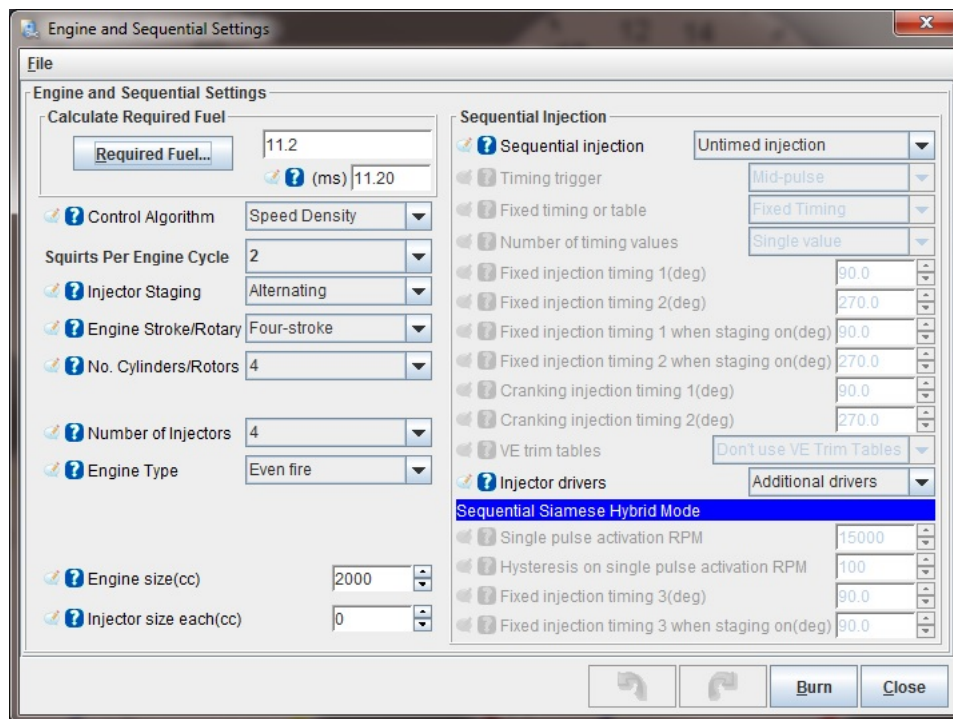 Engine and Sequential Settings
File
Engine and Sequential Settings
Calculate Required Fuel
Required Fuel... 11.2
(ms) 11.20
Control Algorithm Speed Density
Squirts Per Engine Cycle 2
Injector Staging Alternating
Engine Stroke/Rotary Four-stroke
No. Cylinders/Rotors 4
Number of Injectors 4
Engine Type Even fire
Engine size(cc) 2000
Injector size each(cc) 0
Sequential Injection
Sequential injection Untimed injection
Timing trigger Mid-pulse
Fixed timing or table Fixed Timing
Number of timing values Single value
Fixed injection timing 1(deg) 90.0
Fixed injection timing 2(deg) 270.0
Fixed injection timing 1 when staging on(deg) 90.0
Fixed injection timing 2 when staging on(deg) 270.0
Cranking injection timing 1(deg) 90.0
Cranking injection timing 2(deg) 270.0
VE trim tables Don't use VE Trim Tables
Injector drivers Additional drivers
Sequential Siamese Hybrid Mode
Single pulse activation RPM 15000
Hysteresis on single pulse activation RPM 100
Fixed injection timing 3(deg) 90.0
Fixed injection timing 3 when staging on(deg) 90.0
Burn Close